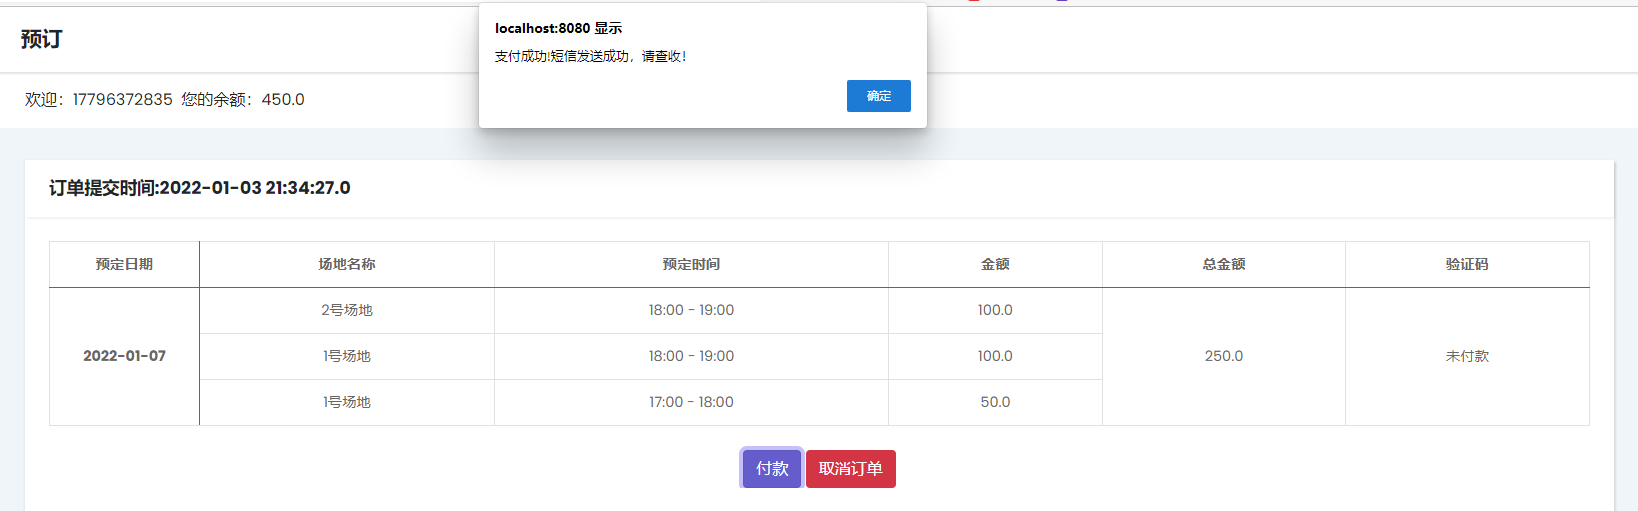 localhost:8080 显示
支付成功!短信发送成功，请查收!
确定
预订
欢迎：17796372835 您的余额：450.0
订单提交时间:2022-01-03 21:34:27.0
预定日期 场地名称 预定时间 金额 总金额 验证码
2号场地 18:00 - 19:00 100.0
2022-01-07 1号场地 18:00 - 19:00 100.0 250.0 未付款
1号场地 17:00 - 18:00 50.0
付款 取消订单